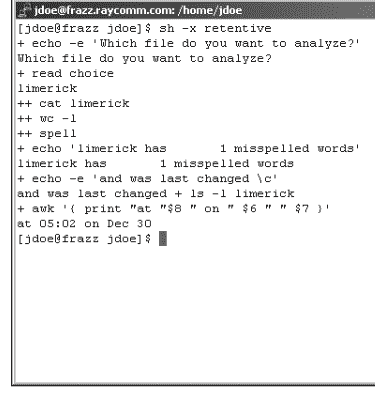 jdoe@frazz.raycomm.com: /home/jdoe
[jdoe@frazz jdoe]$ sh -x retentive
+ echo -e 'Which file do you want to analyze?'
Which file do you want to analyze?
+ read choice
limerick
++ cat limerick
++ wc -l
++ spell
+ echo 'limerick has       1 misspelled words'
limerick has       1 misspelled words
+ echo -e 'and was last changed \c'
and was last changed + ls -l limerick
+ awk '{ print "at "$8 " on " $6 " " $7 }'
at 05:02 on Dec 30
[jdoe@frazz jdoe]$